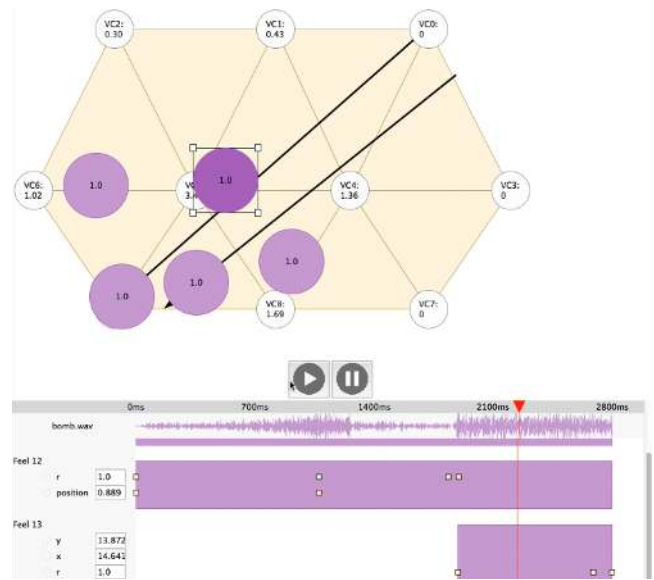 VC2:
0.30
VC1:
0.43
VC0:
0
VC6:
1.02
1.0
1.0
VC4:
1.36
VC3:
0
1.0
1.0
1.0
VC8:
1.69
VC7:
0
0ms 700ms 1400ms 2100ms 2800ms
bomb.wav
Feel 12
r 1.0
position 0.889
Feel 13
y 13.872
x 14.641
r 1.0